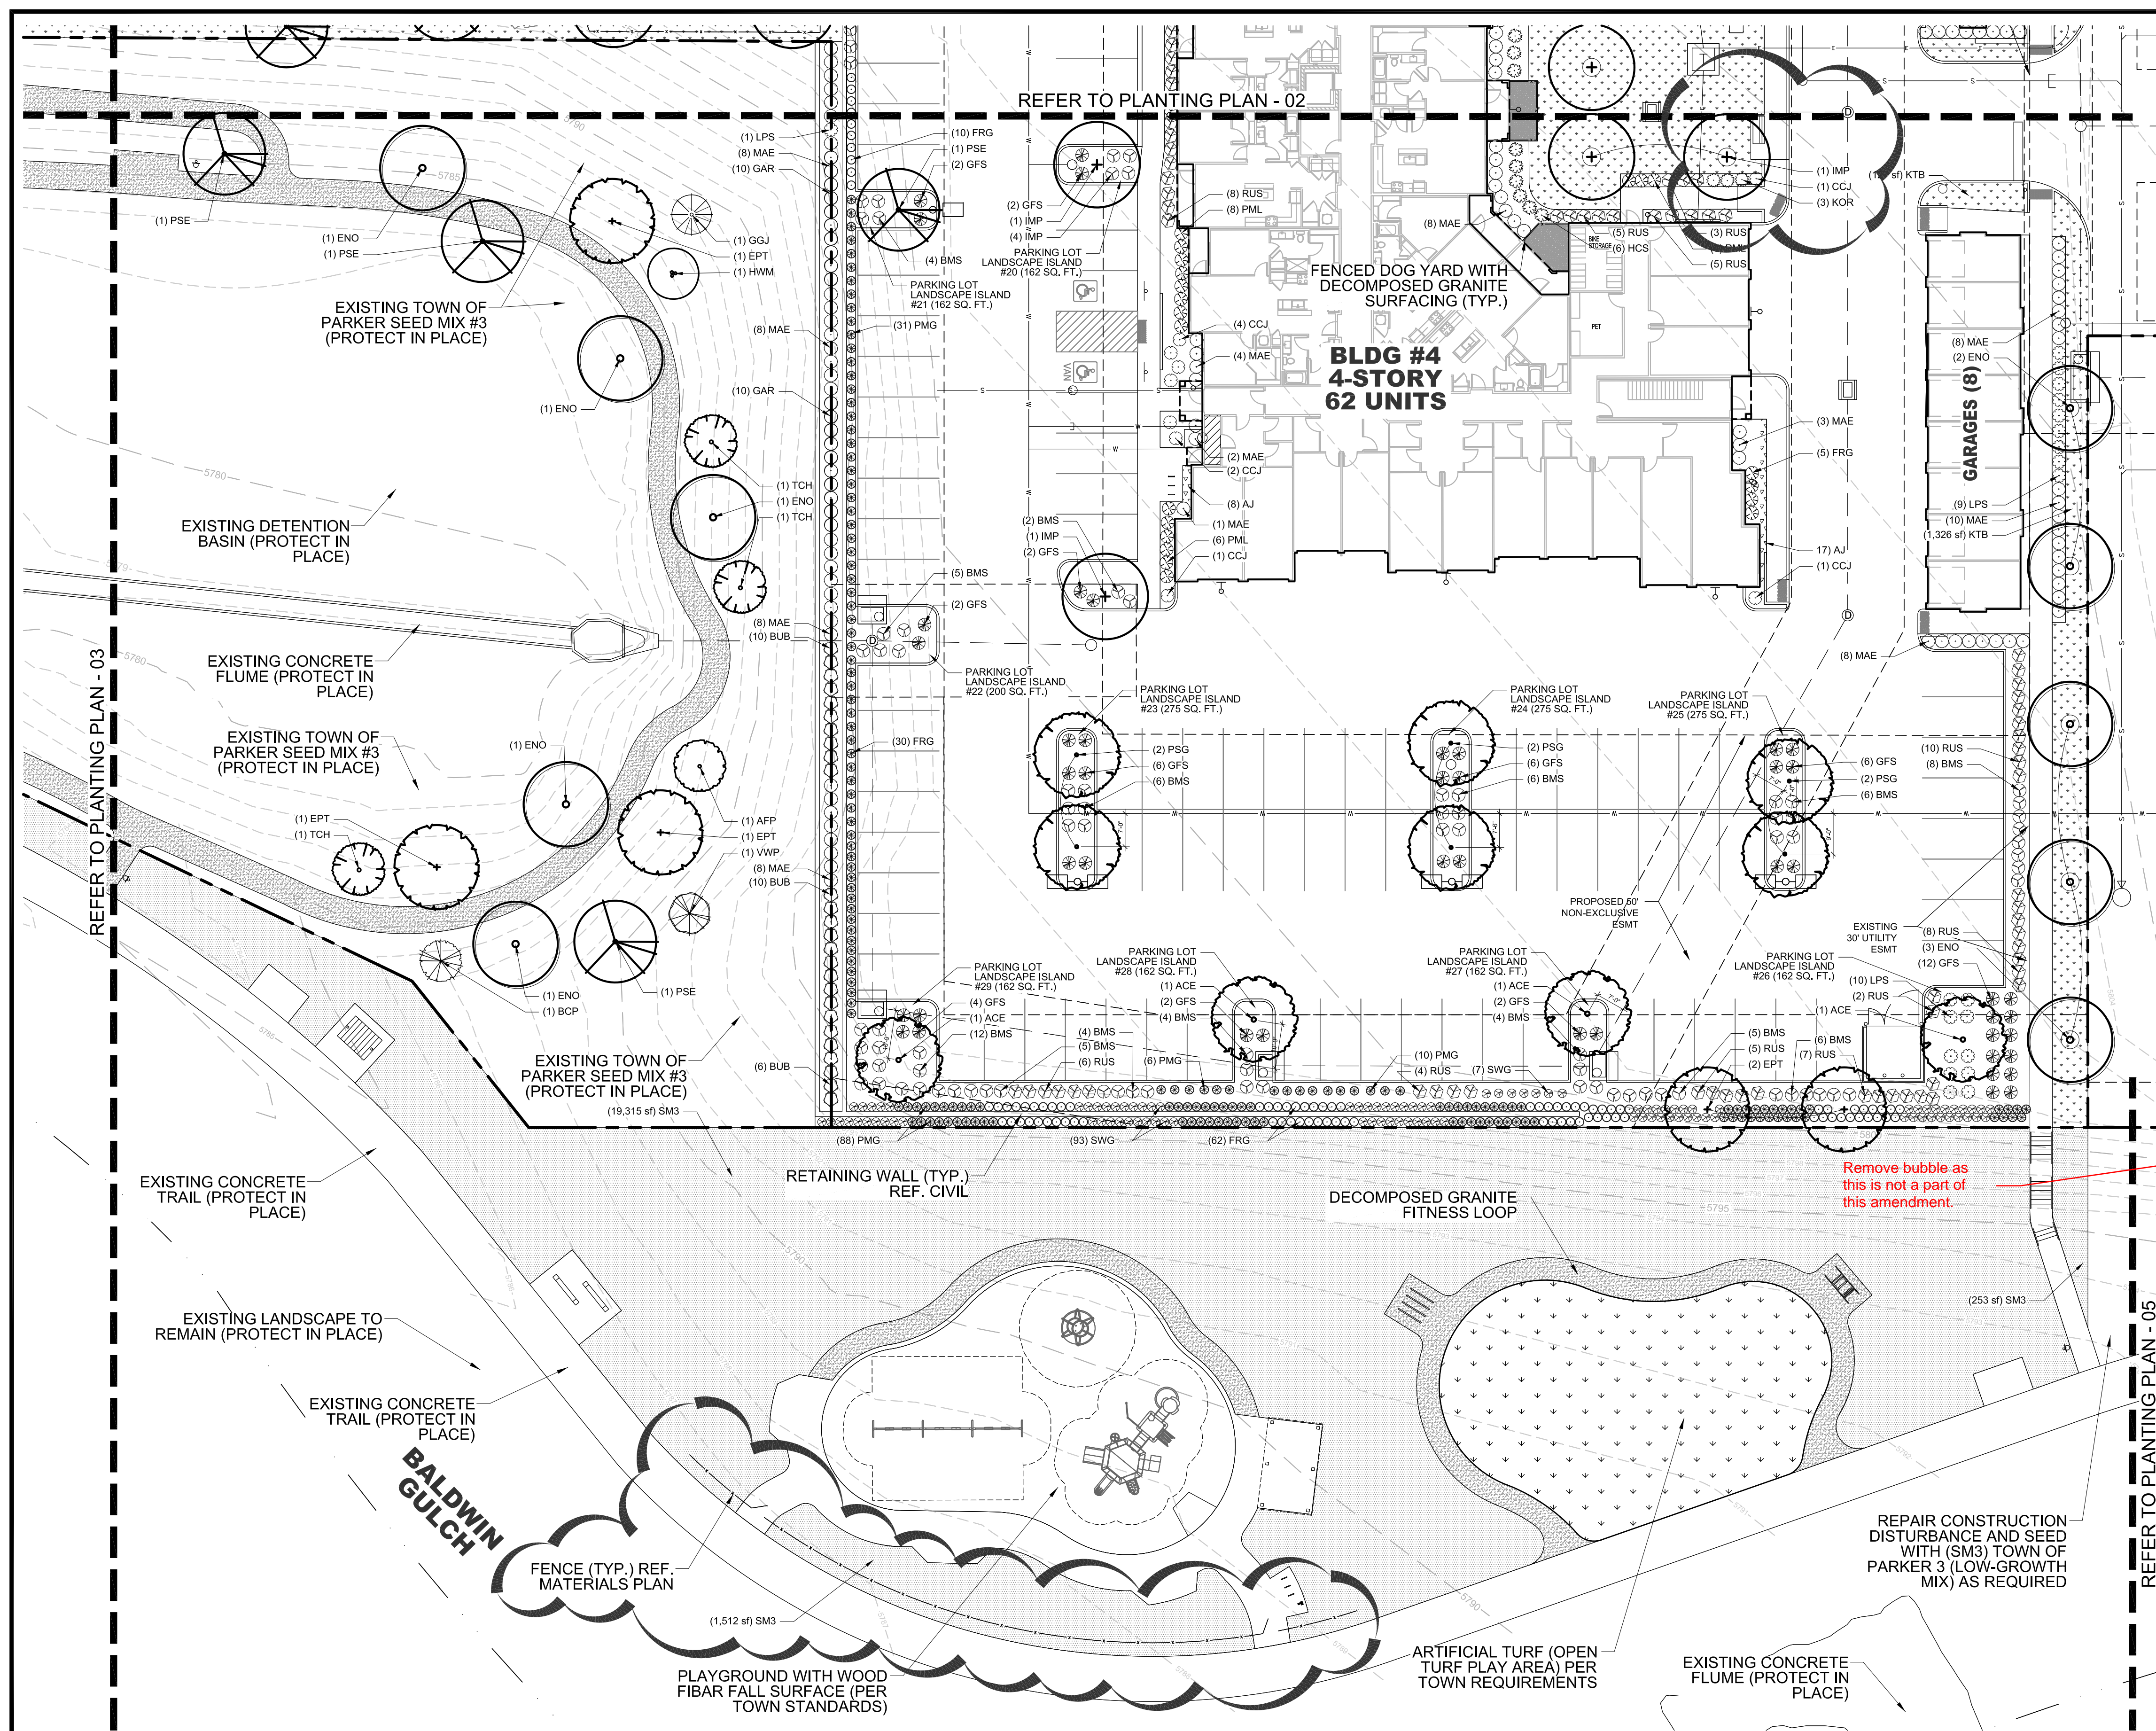 REFER TO PLANTING PLAN - 02
5790
5785
(1) LPS
(8) MAE
(10) GAR
(10) FRG
(1) PSE
(2) GFS
(2) GFS
(1) IMP
(4) IMP
PARKING LOT
LANDSCAPE ISLAND
#20 (162 SQ. FT.)
(4) BMS
PARKING LOT
LANDSCAPE ISLAND
#21 (162 SQ. FT.)
(1) PSE
(1) ENO
(1) PSE
(1) GGJ
(1) EPT
(1) HWM
EXISTING TOWN OF
PARKER SEED MIX #3
(PROTECT IN PLACE)
(8) MAE
(31) PMG
(1) ENO
(10) GAR
(8) RUS
(8) PML
(8) MAE
(5) RUS
(6) HCS
BIKE
STORAGE
(3) RUS
(5) RUS
(1) IMP
(1) CCJ
(3) KOR
sf) KTB
FENCED DOG YARD WITH
DECOMPOSED GRANITE
SURFACING (TYP.)
PET
VAN
(4) CCJ
(4) MAE
BLDG #4
4-STORY
62 UNITS
GARAGES (8)
(8) MAE
(2) ENO
(3) MAE
(5) FRG
(2) MAE
(2) CCJ
(8) AJ
(1) MAE
(6) PML
(1) CCJ
(9) LPS
(10) MAE
(1,326 sf) KTB
17) AJ
(1) CCJ
5780
(1) TCH
(1) ENO
(1) TCH
EXISTING DETENTION
BASIN (PROTECT IN
PLACE)
(2) BMS
(1) IMP
(2) GFS
(5) BMS
(2) GFS
(8) MAE
(10) BUB
(8) MAE
EXISTING CONCRETE
FLUME (PROTECT IN
PLACE)
5780
REFER TO PLANTING PLAN - 03
PARKING LOT
LANDSCAPE ISLAND
#22 (200 SQ. FT.)
PARKING LOT
LANDSCAPE ISLAND
#23 (275 SQ. FT.)
PARKING LOT
LANDSCAPE ISLAND
#24 (275 SQ. FT.)
PARKING LOT
LANDSCAPE ISLAND
#25 (275 SQ. FT.)
EXISTING TOWN OF
PARKER SEED MIX #3
(PROTECT IN PLACE)
(1) ENO
(30) FRG
(2) PSG
(6) GFS
(6) BMS
(2) PSG
(6) GFS
(6) BMS
(6) GFS
(2) PSG
(6) BMS
(10) RUS
(8) BMS
(1) EPT
(1) TCH
(1) AFP
(1) EPT
(1) VWP
(8) MAE
(10) BUB
PROPOSED 50'
NON-EXCLUSIVE
ESMT
EXISTING
30' UTILITY
ESMT
(8) RUS
(3) ENO
(12) GFS
(10) LPS
(2) RUS
(1) ACE
PARKING LOT
LANDSCAPE ISLAND
#29 (162 SQ. FT.)
PARKING LOT
LANDSCAPE ISLAND
#28 (162 SQ. FT.)
PARKING LOT
LANDSCAPE ISLAND
#27 (162 SQ. FT.)
PARKING LOT
LANDSCAPE ISLAND
#26 (162 SQ. FT.)
(1) ENO
(1) BCP
(1) PSE
(4) GFS
(1) ACE
(12) BMS
(1) ACE
(2) GFS
(4) BMS
(1) ACE
(2) GFS
(4) BMS
(4) BMS
(5) BMS
(6) RUS
(6) PMG
(10) PMG
(4) RUS
(7) SWG
(5) BMS
(5) RUS
(2) EPT
(6) BMS
(7) RUS
5785
EXISTING TOWN OF
PARKER SEED MIX #3
(PROTECT IN PLACE)
(6) BUB
(19,315 sf) SM3
(88) PMG
(93) SWG
(62) FRG
RETAINING WALL (TYP.)
REF. CIVIL
DECOMPOSED GRANITE
FITNESS LOOP
Remove bubble as
this is not a part of
this amendment.
5795
EXISTING CONCRETE
TRAIL (PROTECT IN
PLACE)
5790
EXISTING LANDSCAPE TO
REMAIN (PROTECT IN PLACE)
(253 sf) SM3
EXISTING CONCRETE
TRAIL (PROTECT IN
PLACE)
BALDWIN
GULCH
FENCE (TYP.) REF.
MATERIALS PLAN
(1,512 sf) SM3
5790
PLAYGROUND WITH WOOD
FIBAR FALL SURFACE (PER
TOWN STANDARDS)
ARTIFICIAL TURF (OPEN
TURF PLAY AREA) PER
TOWN REQUIREMENTS
REPAIR CONSTRUCTION
DISTURBANCE AND SEED
WITH (SM3) TOWN OF
PARKER 3 (LOW-GROWTH
MIX) AS REQUIRED
EXISTING CONCRETE
FLUME (PROTECT IN
PLACE)
REFER TO PLANTING PLAN - 05